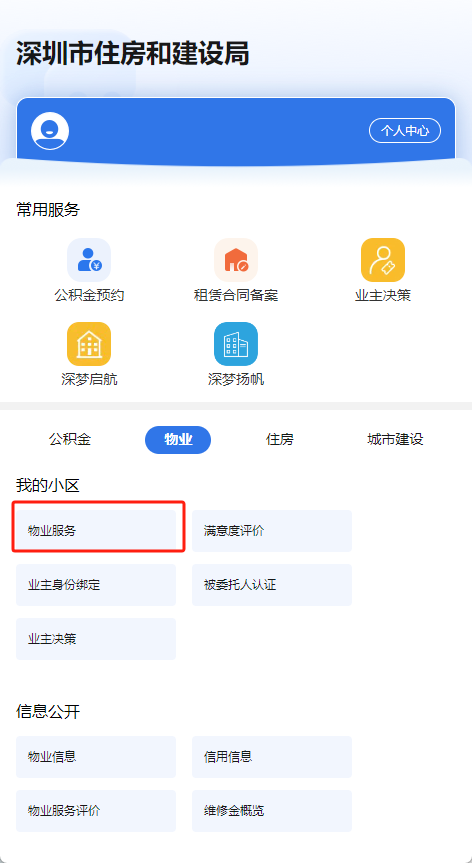 深圳市住房和建设局
个人中心
常用服务
公积金预约
租赁合同备案
业主决策
深梦启航
深梦扬帆
公积金
物业
住房
城市建设
我的小区
物业服务
满意度评价
业主身份绑定
被委托人认证
业主决策
信息公开
物业信息
信用信息
物业服务评价
维修金概览